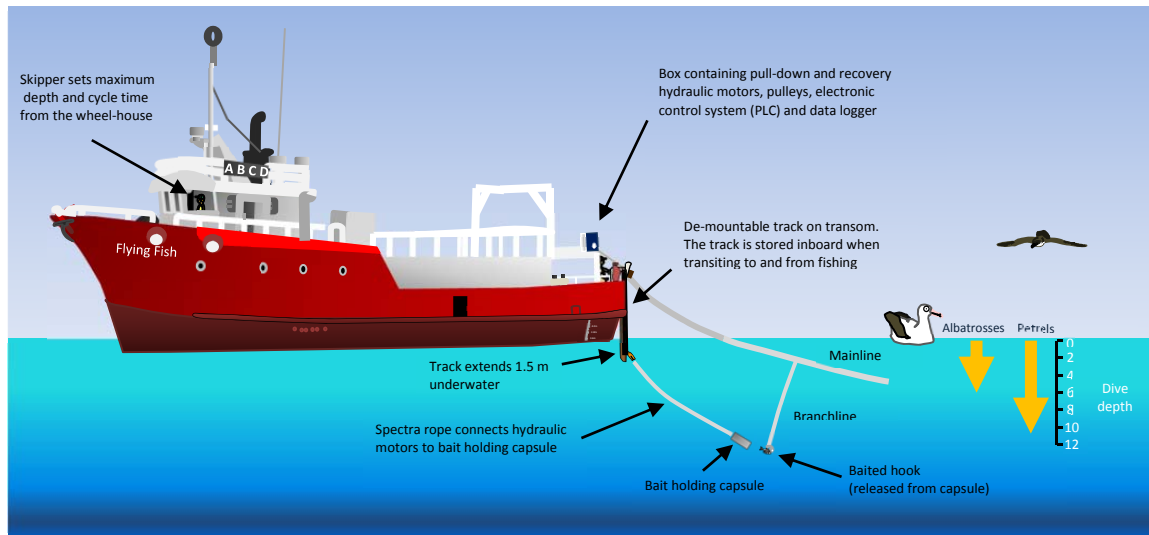 Skipper sets maximum
depth and cycle time
from the wheel-house
Box containing pull-down and recovery
hydraulic motors, pulleys, electronic
control system (PLC) and data logger
A B C D
Flying Fish
De-mountable track on transom.
The track is stored inboard when
transiting to and from fishing
Albatrosses
Petrels
0
2
4
6
8
10
12
Dive
depth
Mainline
Track extends 1.5 m
underwater
Branchline
Spectra rope connects hydraulic
motors to bait holding capsule
Bait holding capsule
Baited hook
(released from capsule)